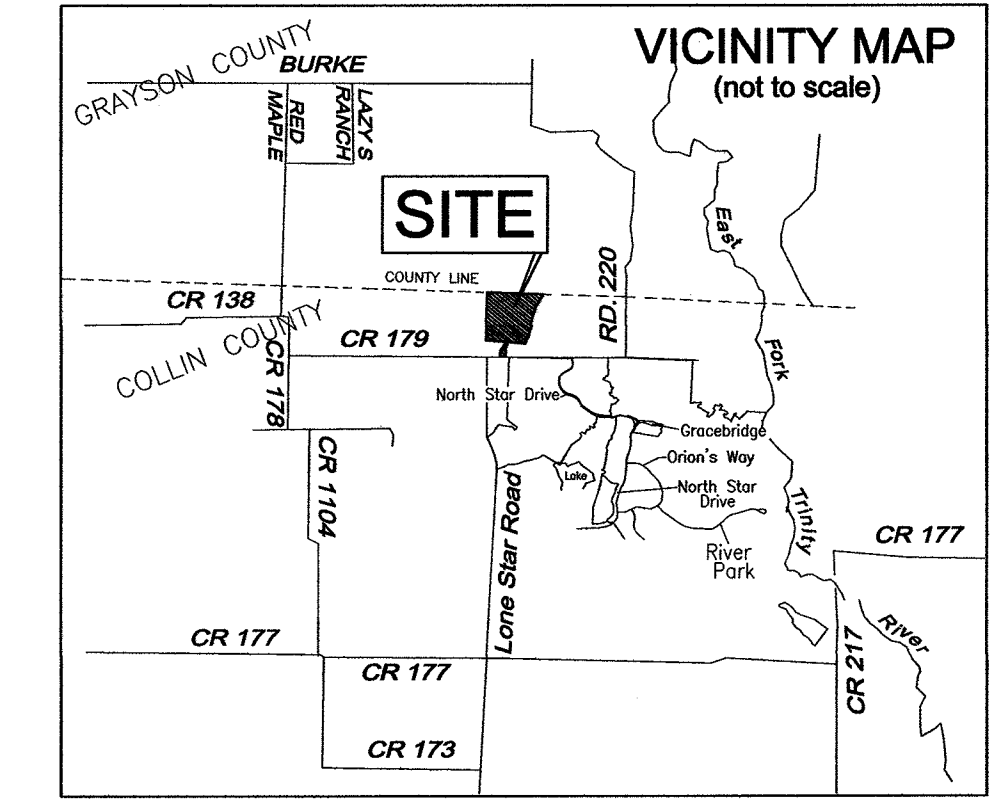 VICINITY MAP
(not to scale)
GRAYSON COUNTY
BURKE
RED
MAPLE
LAZY S
RANCH
SITE
East
RD. 220
COUNTY LINE
CR 138
COLLIN COUNTY
CR 179
CR 178
Fork
North Star Drive
Gracebridge
Orion's Way
Lake
North Star
Drive
CR 1104
Lone Star Road
Trinity
River
Park
CR 177
CR 177
CR 177
River
CR 217
CR 173